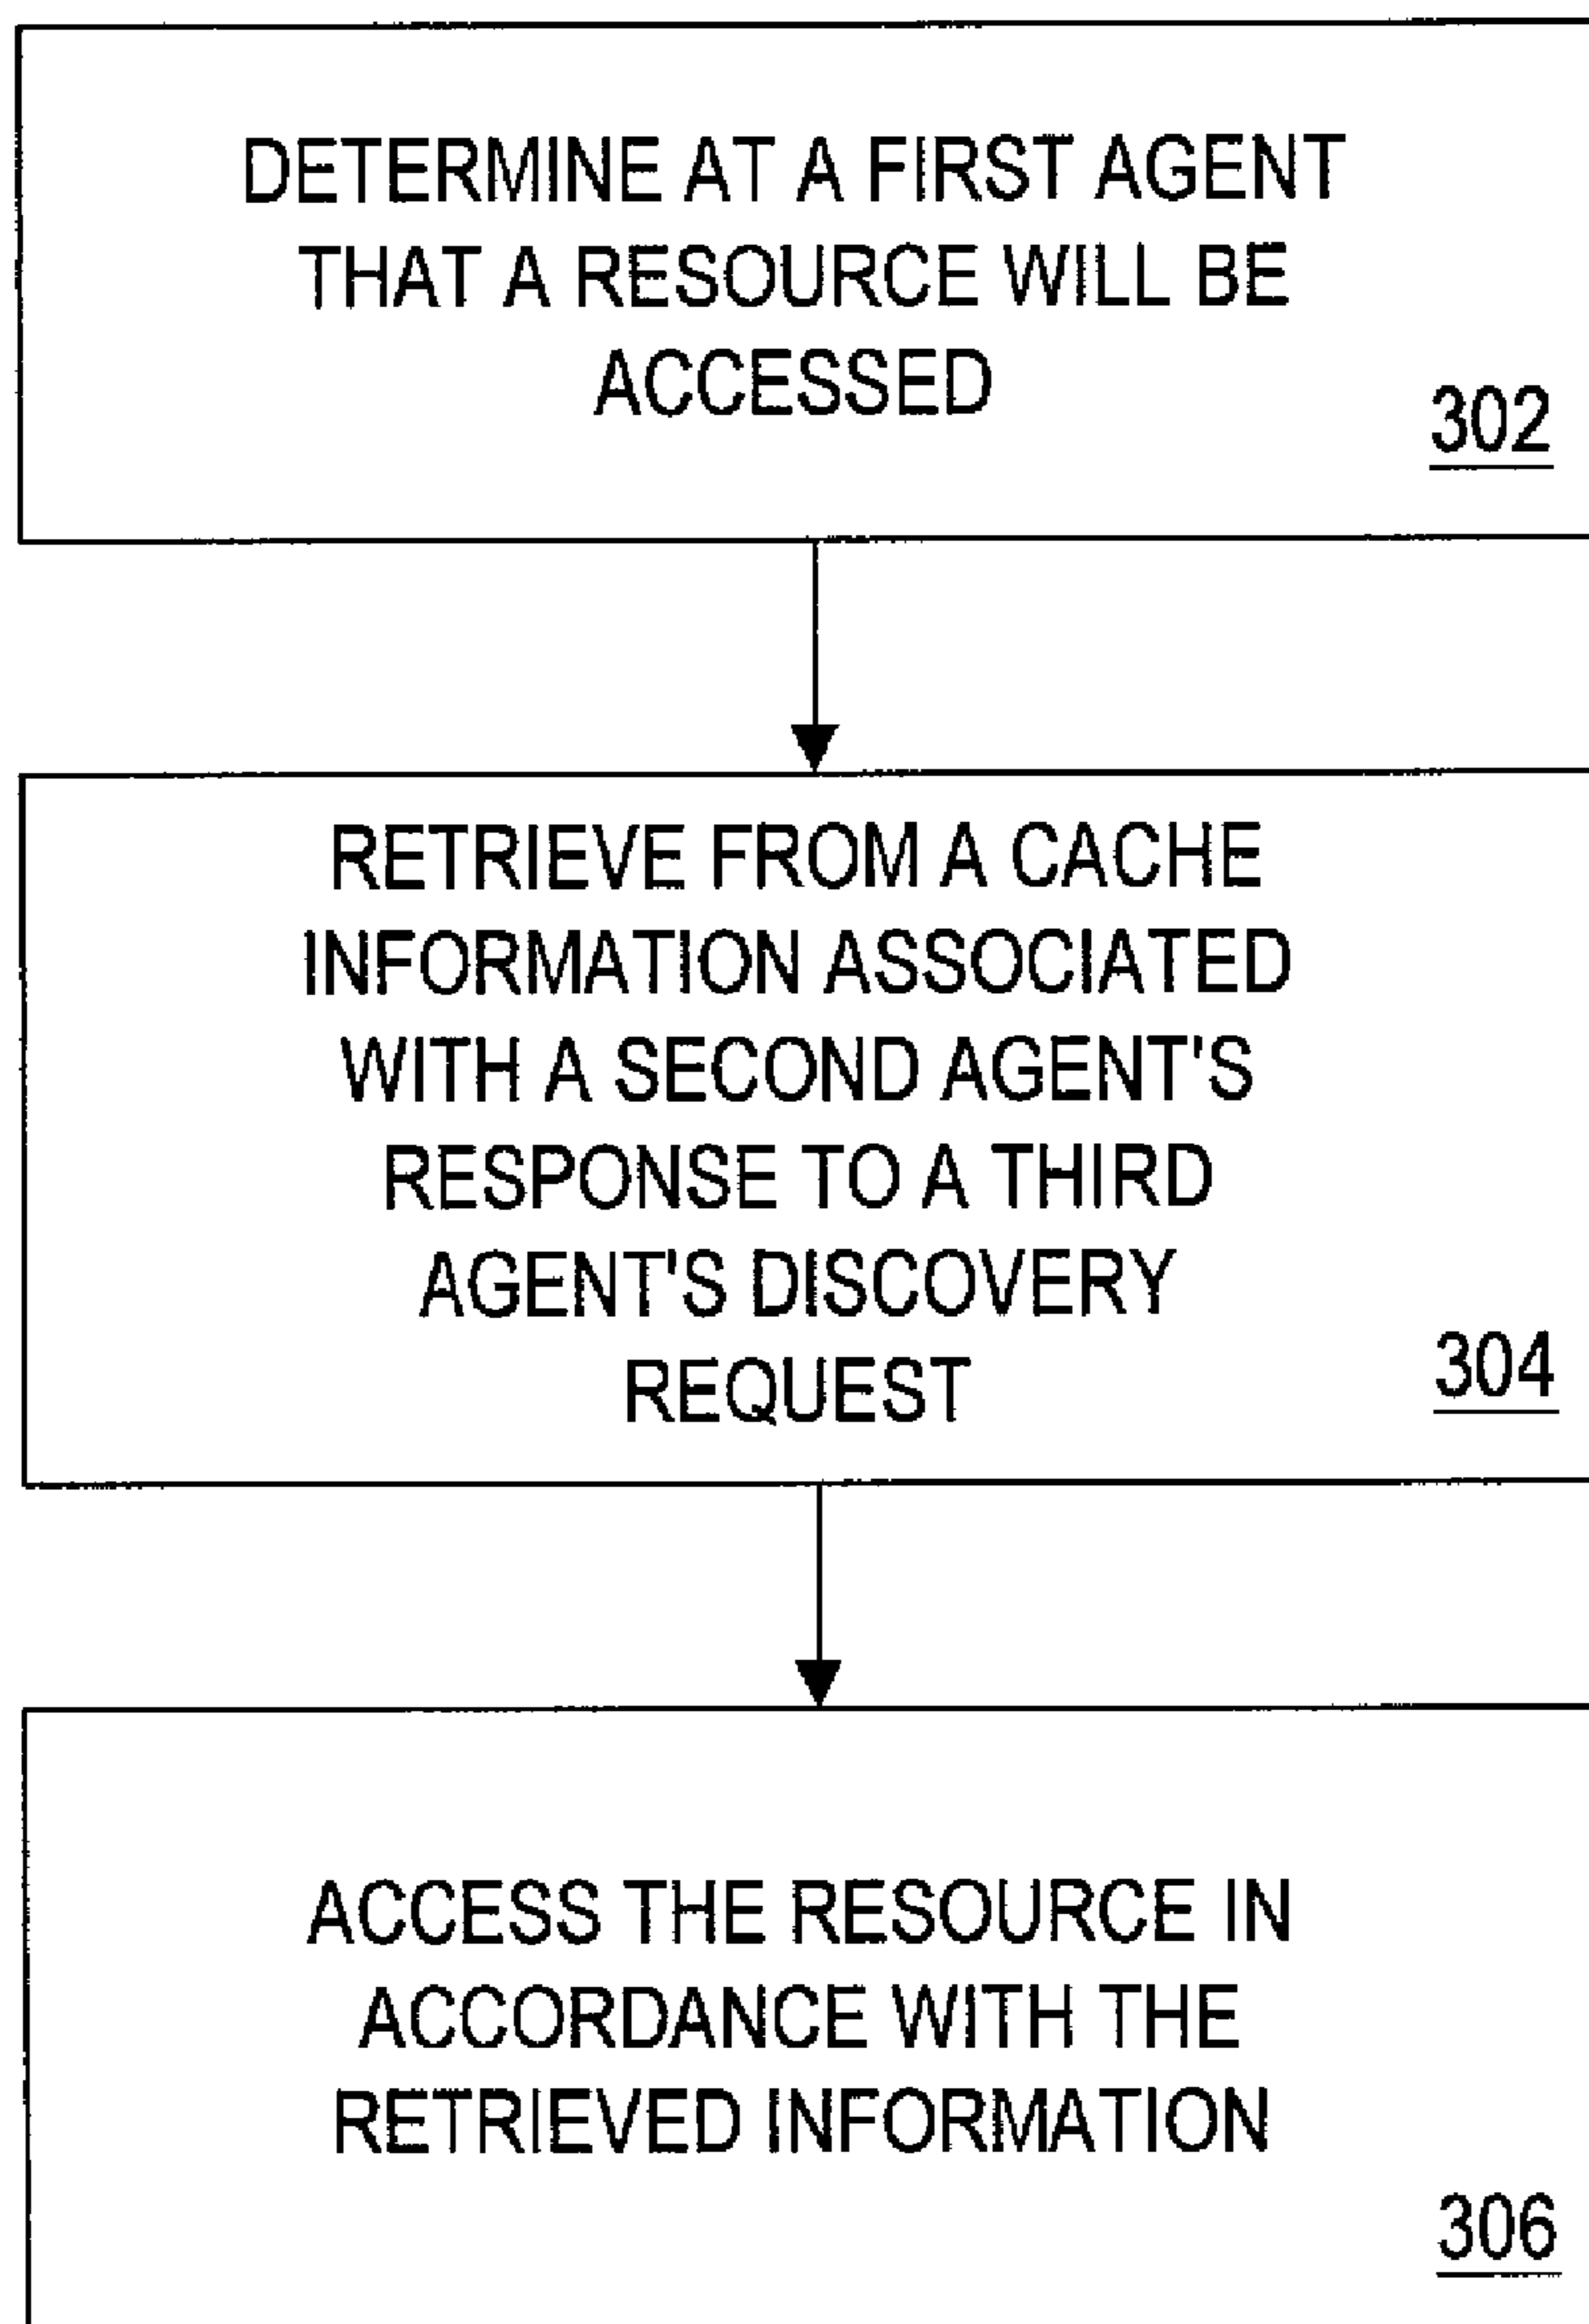 DETERMINE AT A FIRST AGENT
THAT A RESOURCE WILL BE
ACCESSED
302
RETRIEVE FROM A CACHE
INFORMATION ASSOCIATED
WITH A SECOND AGENT'S
RESPONSE TO A THIRD
AGENT'S DISCOVERY
REQUEST
304
ACCESS THE RESOURCE IN
ACCORDANCE WITH THE
RETRIEVED INFORMATION
306